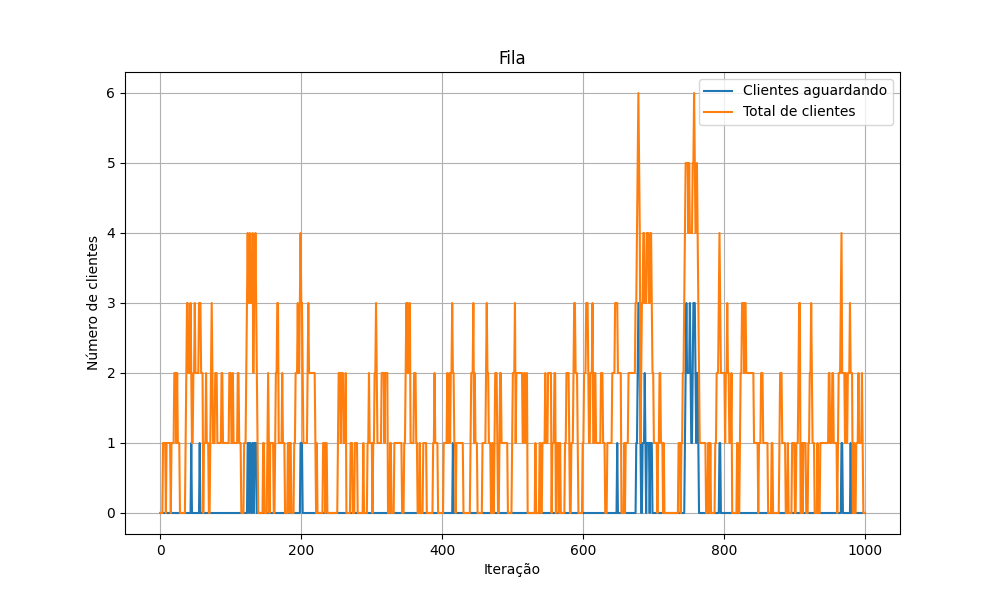 Fila
Clientes aguardando
Total de clientes
6
5
4
3
2
1
0
Número de clientes
0 200 400 600 800 1000
Iteração